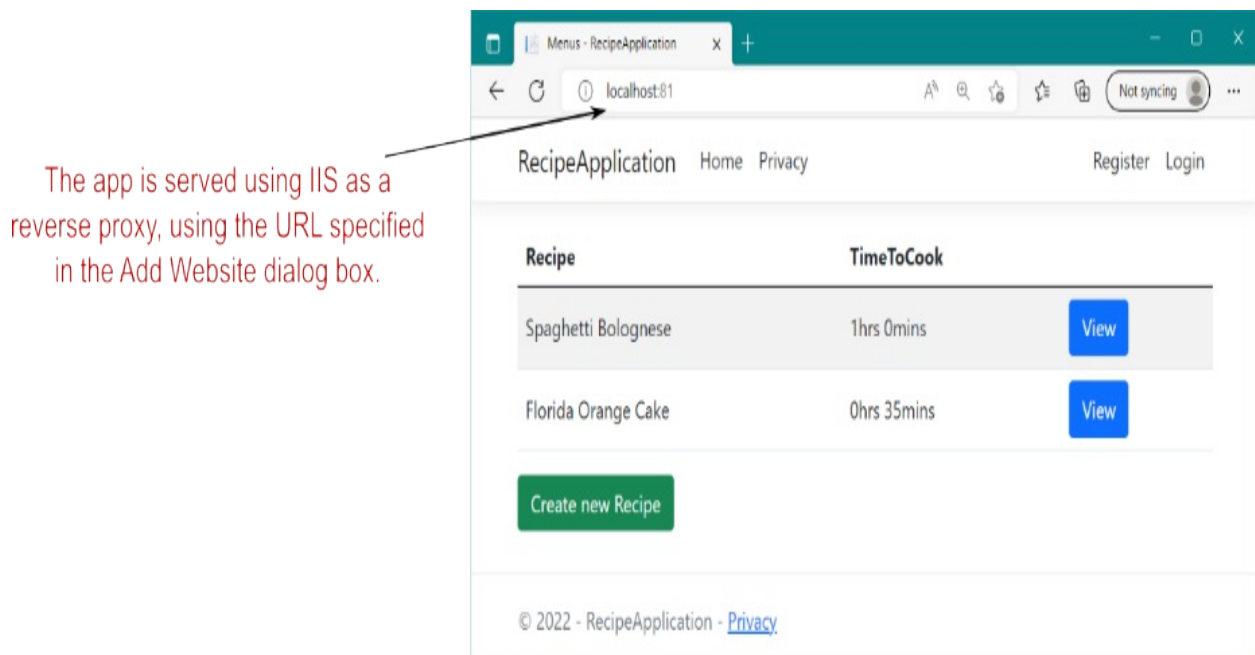 Menus - RecipeApplication
localhost:81
Not syncing
The app is served using IIS as a
reverse proxy, using the URL specified
in the Add Website dialog box.
RecipeApplication Home Privacy Register Login
Recipe TimeToCook
Spaghetti Bolognese 1hrs 0mins View
Florida Orange Cake 0hrs 35mins View
Create new Recipe
© 2022 - RecipeApplication - Privacy